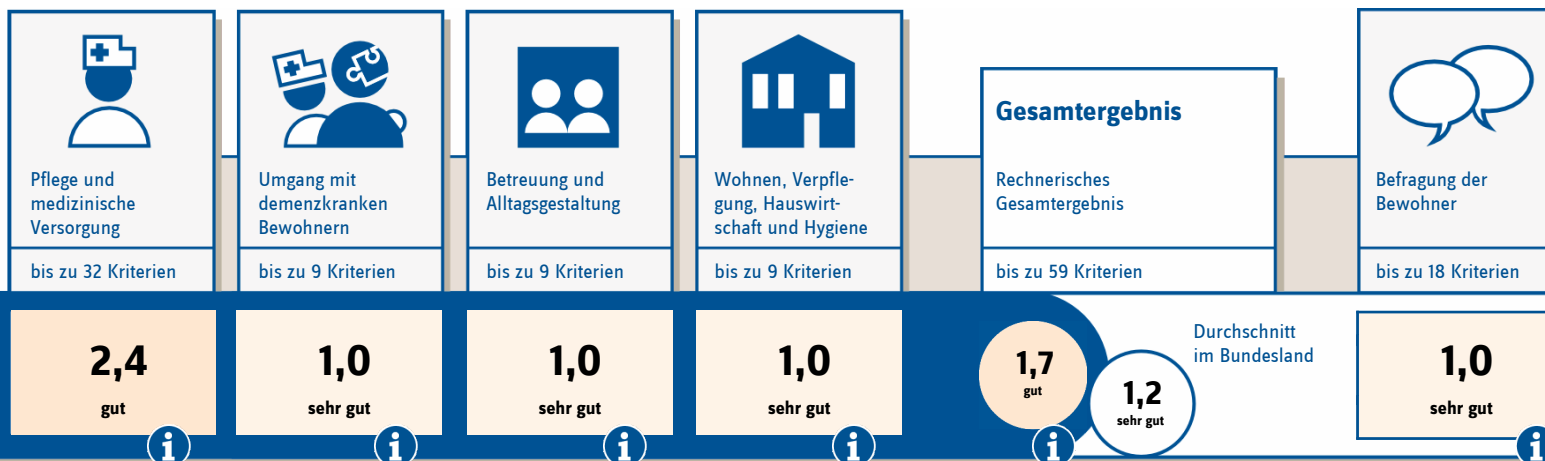 Pflege und
medizinische
Versorgung
bis zu 32 Kriterien
2,4
gut
i
Umgang mit
demenzkranken
Bewohnern
bis zu 9 Kriterien
1,0
sehr gut
i
Betreuung und
Alltagsgestaltung
bis zu 9 Kriterien
1,0
sehr gut
i
Wohnen, Verpfle-
gung, Hauswirt-
schaft und Hygiene
bis zu 9 Kriterien
1,0
sehr gut
i
Gesamtergebnis
Rechnerisches
Gesamtergebnis
bis zu 59 Kriterien
1,7
gut
i
1,2
sehr gut
Durchschnitt
im Bundesland
Befragung der
Bewohner
bis zu 18 Kriterien
1,0
sehr gut
i